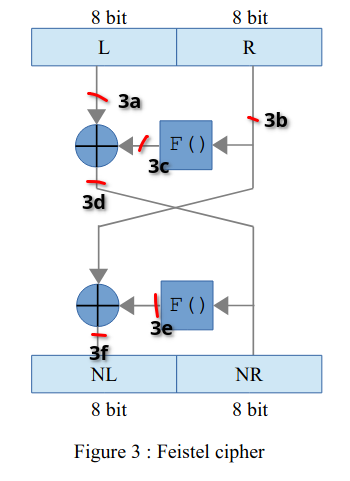 8 bit 8 bit
L R
3a
3b
F()
3c
3d
F()
3e
3f
NL NR
8 bit 8 bit
Figure 3 : Feistel cipher